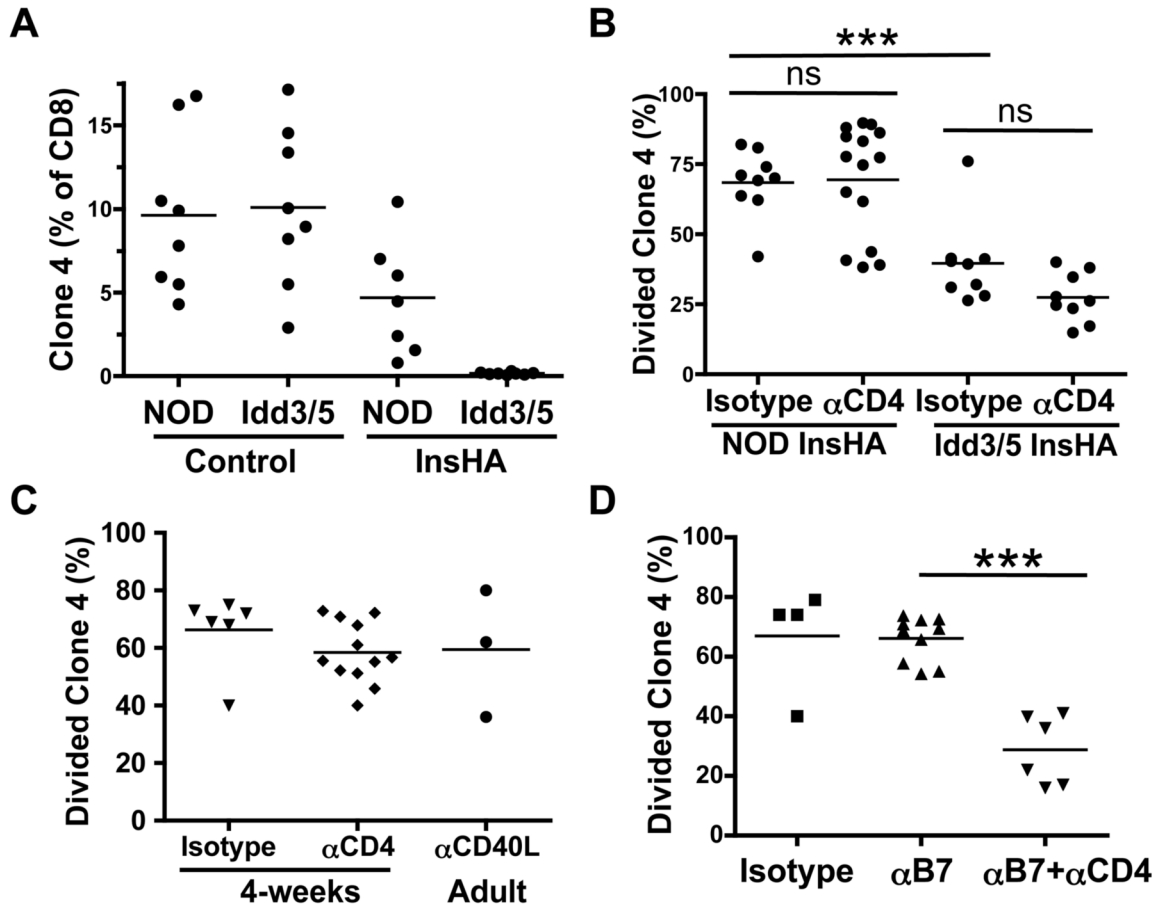 A
Clone 4 (% of CD8)
15
10
5
0
NOD Idd3/5 NOD Idd3/5
Control InsHA
B
***
ns
ns
Divided Clone 4 (%)
100
75
50
25
0
Isotype αCD4 Isotype αCD4
NOD InsHA Idd3/5 InsHA
C
Divided Clone 4 (%)
100
80
60
40
20
0
Isotype αCD4 αCD40L
4-weeks Adult
D
***
Divided Clone 4 (%)
80
60
40
20
0
Isotype αB7 αB7+αCD4